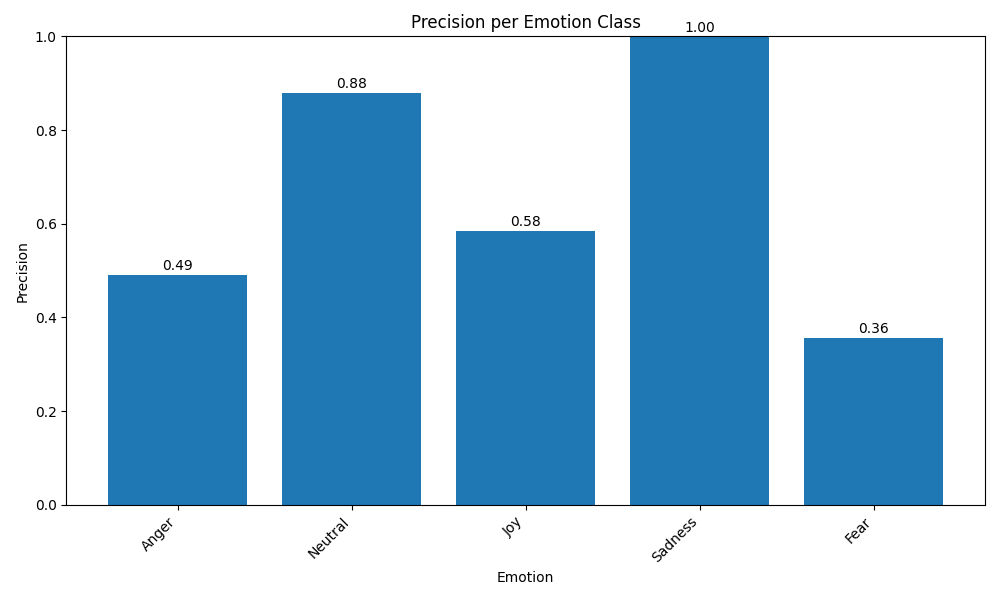 Precision per Emotion Class
1.00
1.0
0.88
0.8
0.58
0.6
0.49
0.4
0.36
0.2
0.0
Precision
Anger
Neutral
Joy
Sadness
Fear
Emotion